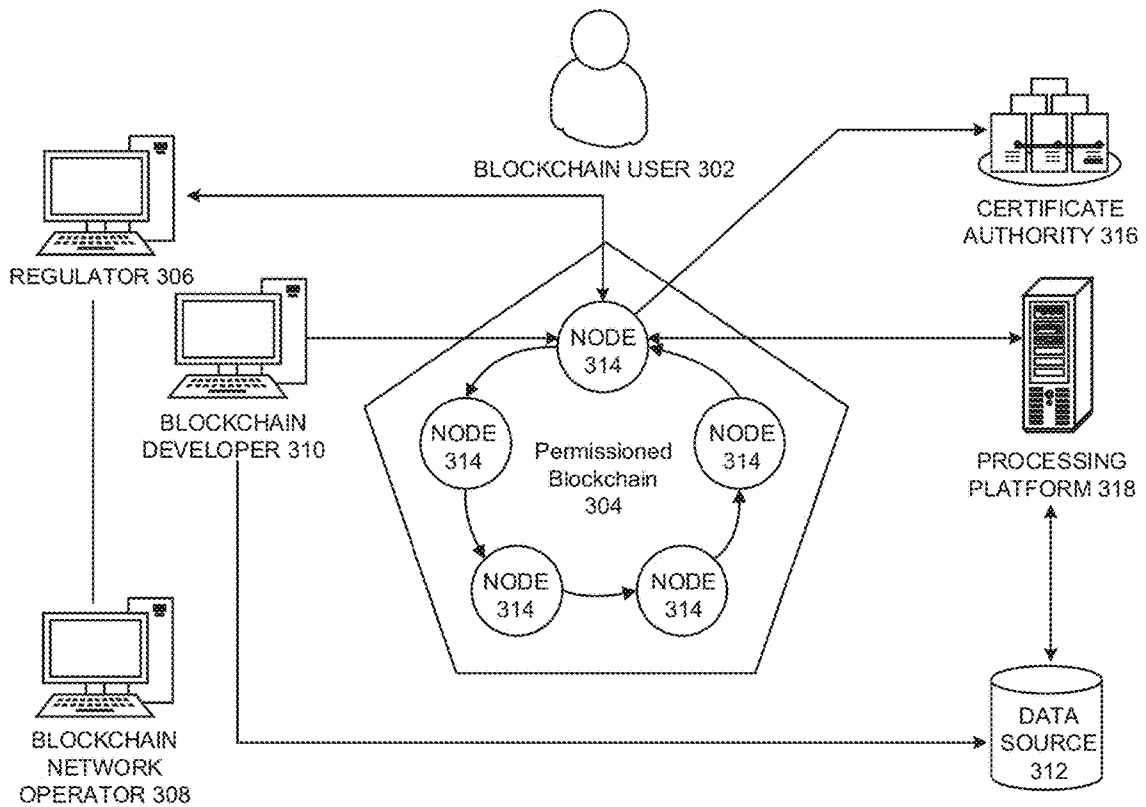 BLOCKCHAIN USER 302
CERTIFICATE
AUTHORITY 316
REGULATOR 306
NODE
314
BLOCKCHAIN
DEVELOPER 310
NODE
314
Permissioned
Blockchain
304
NODE
314
PROCESSING
PLATFORM 318
NODE
314
NODE
314
BLOCKCHAIN
NETWORK
OPERATOR 308
DATA
SOURCE
312